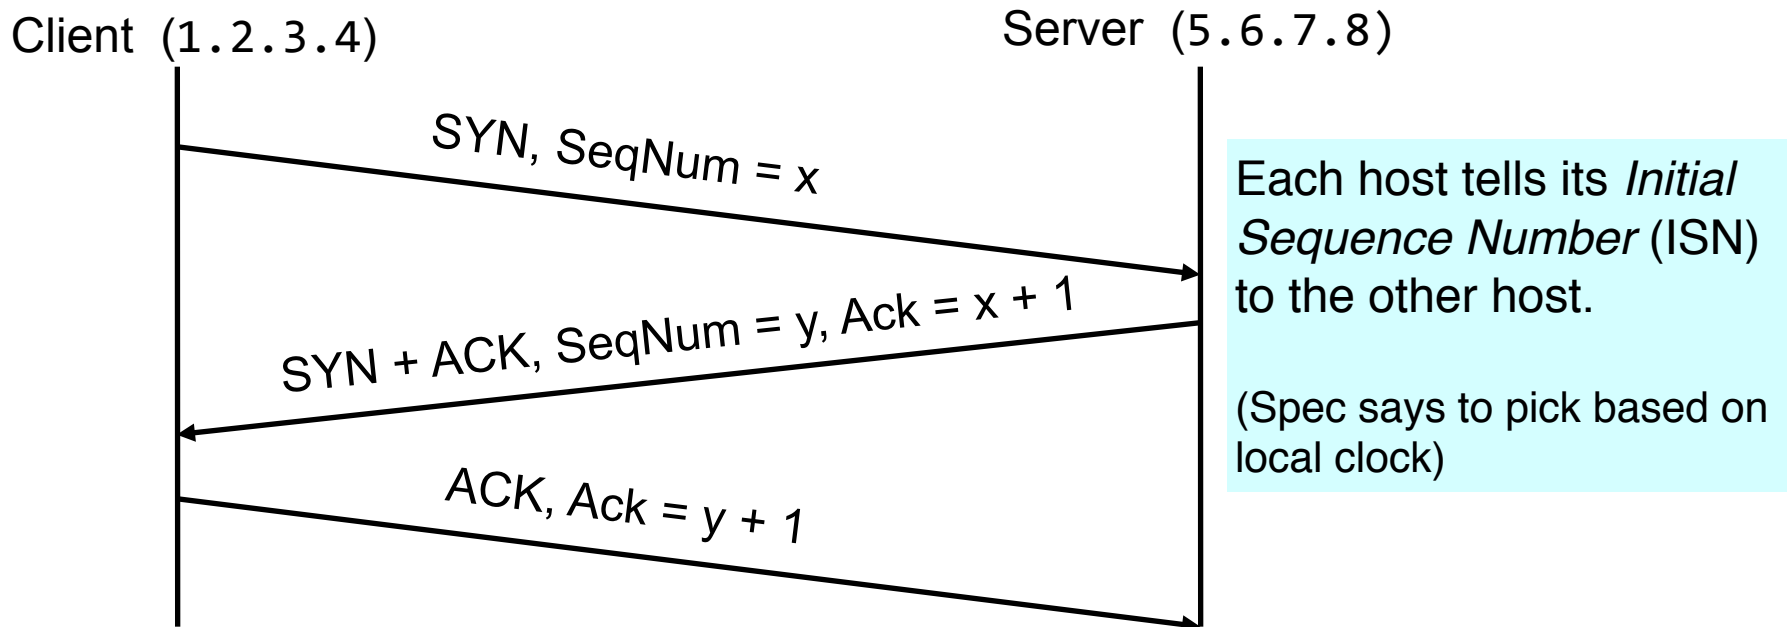 Client (1.2.3.4)
Server (5.6.7.8)
SYN, SeqNum = x
SYN + ACK, SeqNum = y, Ack = x + 1
ACK, Ack = y + 1
Each host tells its Initial
Sequence Number (ISN)
to the other host.
(Spec says to pick based on
local clock)